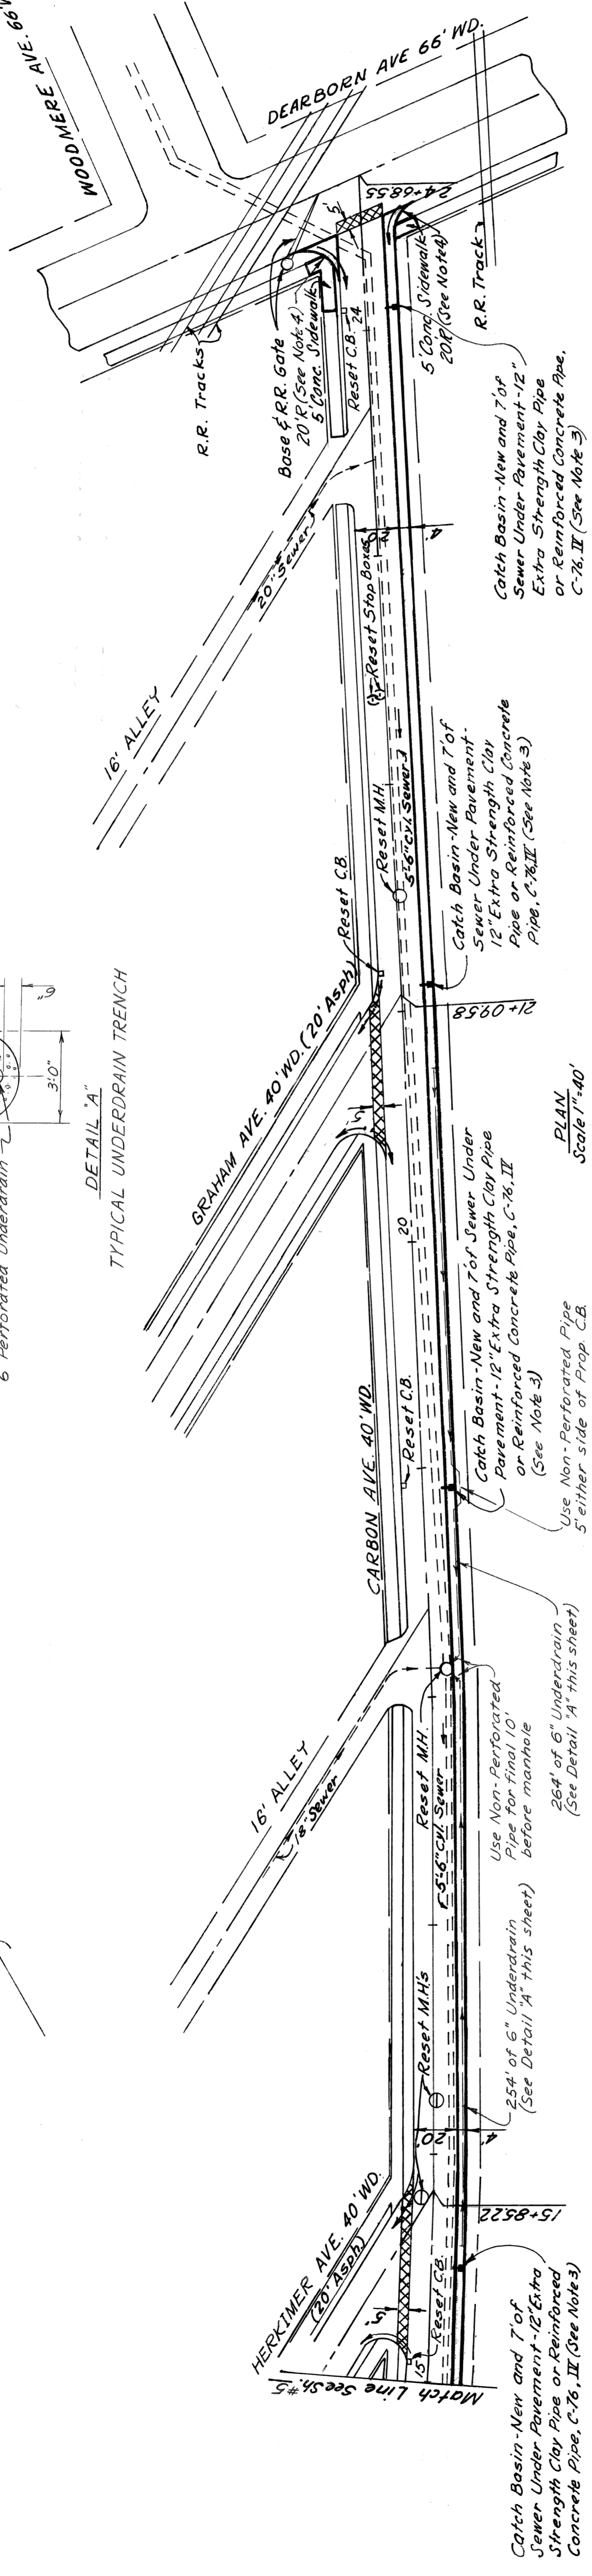 WOODMERE AVE. 66'
DEARBORN AVE 66' WD.
24+68.55
5'
R.R. Tracks
Base & R.R. Gate
20'R (See Note 4)
5' Conc. Sidewalk
Reset C.B.
24
5' Conc. Sidewalk
20'R (See Note 4)
R.R. Track
Catch Basin-New and 7' of
Sewer Under Pavement-12"
Extra Strength Clay Pipe
or Reinforced Concrete Pipe,
C-76, IV (See Note 3)
20" Sewer
16' ALLEY
20'
4'
Reset Stop Boxes
Reset M.H.
5'-6" Cyl. Sewer
Catch Basin-New and 7' of
Sewer Under Pavement-
12" Extra Strength Clay
Pipe or Reinforced Concrete
Pipe, C-76, IV (See Note 3)
Reset C.B.
GRAHAM AVE. 40' WD. (20' Asph)
21+09.58
5'
20
6 Perforated Underdrain
3'0"
6"
DETAIL "A"
TYPICAL UNDERDRAIN TRENCH
PLAN
Scale 1"=40'
Catch Basin-New and 7' of Sewer Under
Pavement-12" Extra Strength Clay Pipe
or Reinforced Concrete Pipe, C-76, IV
(See Note 3)
Use Non-Perforated Pipe
5' either side of Prop. C.B.
CARBON AVE. 40' WD.
Reset C.B.
264' of 6" Underdrain
(See Detail "A" this sheet)
Use Non-Perforated
Pipe for final 10'
before manhole
16' ALLEY
18" Sewer
Reset M.H.
5'-6" Cyl. Sewer
254' of 6" Underdrain
(See Detail "A" this sheet)
Reset M.H.'s
20'
4'
HERKIMER AVE. 40' WD.
(20' Asph)
15+85.22
5'
Reset C.B.
15
Match Line See Sh. #5
Catch Basin-New and 7' of
Sewer Under Pavement-12" Extra
Strength Clay Pipe or Reinforced
Concrete Pipe, C-76, IV (See Note 3)